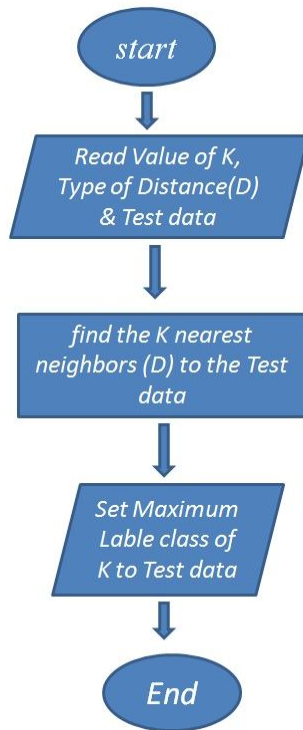 start
Read Value of K,
Type of Distance(D)
& Test data
find the K nearest
neighbors (D) to the Test
data
Set Maximum
Lable class of
K to Test data
End